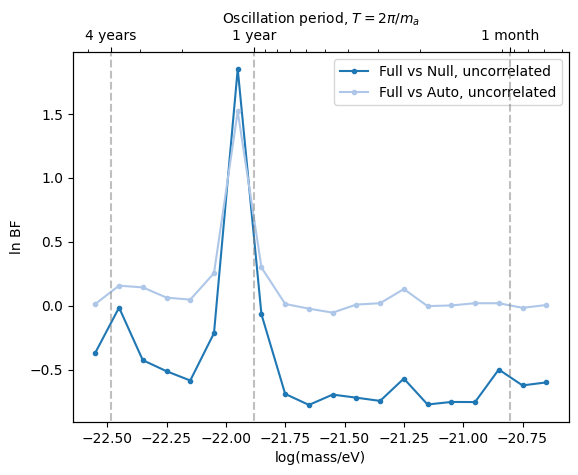 Oscillation period, T = 2π/mₐ
4 years 1 year 1 month
Full vs Null, uncorrelated
Full vs Auto, uncorrelated
ln BF
1.5
1.0
0.5
0.0
−0.5
−22.50 −22.25 −22.00 −21.75 −21.50 −21.25 −21.00 −20.75
log(mass/eV)